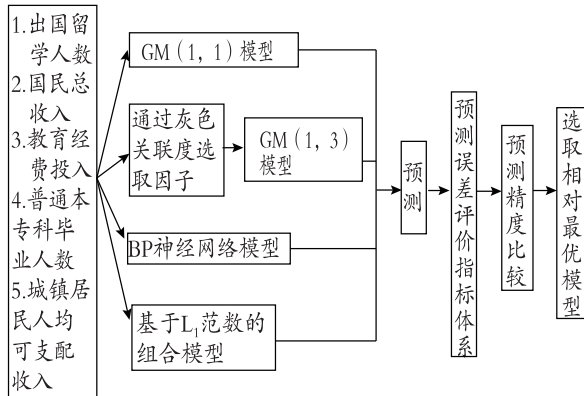 1.出国留
学人数
2.国民总
收入
3.教育经
费投入
4.普通本
专科毕
业人数
5.城镇居
民人均
可支配
收入
GM(1, 1)模型
通过灰色
关联度选
取因子
GM(1, 3)
模型
BP神经网络模型
基于L₁范数的
组合模型
预测
预测误差评价指标体系
预测精度比较
选取相对最优模型